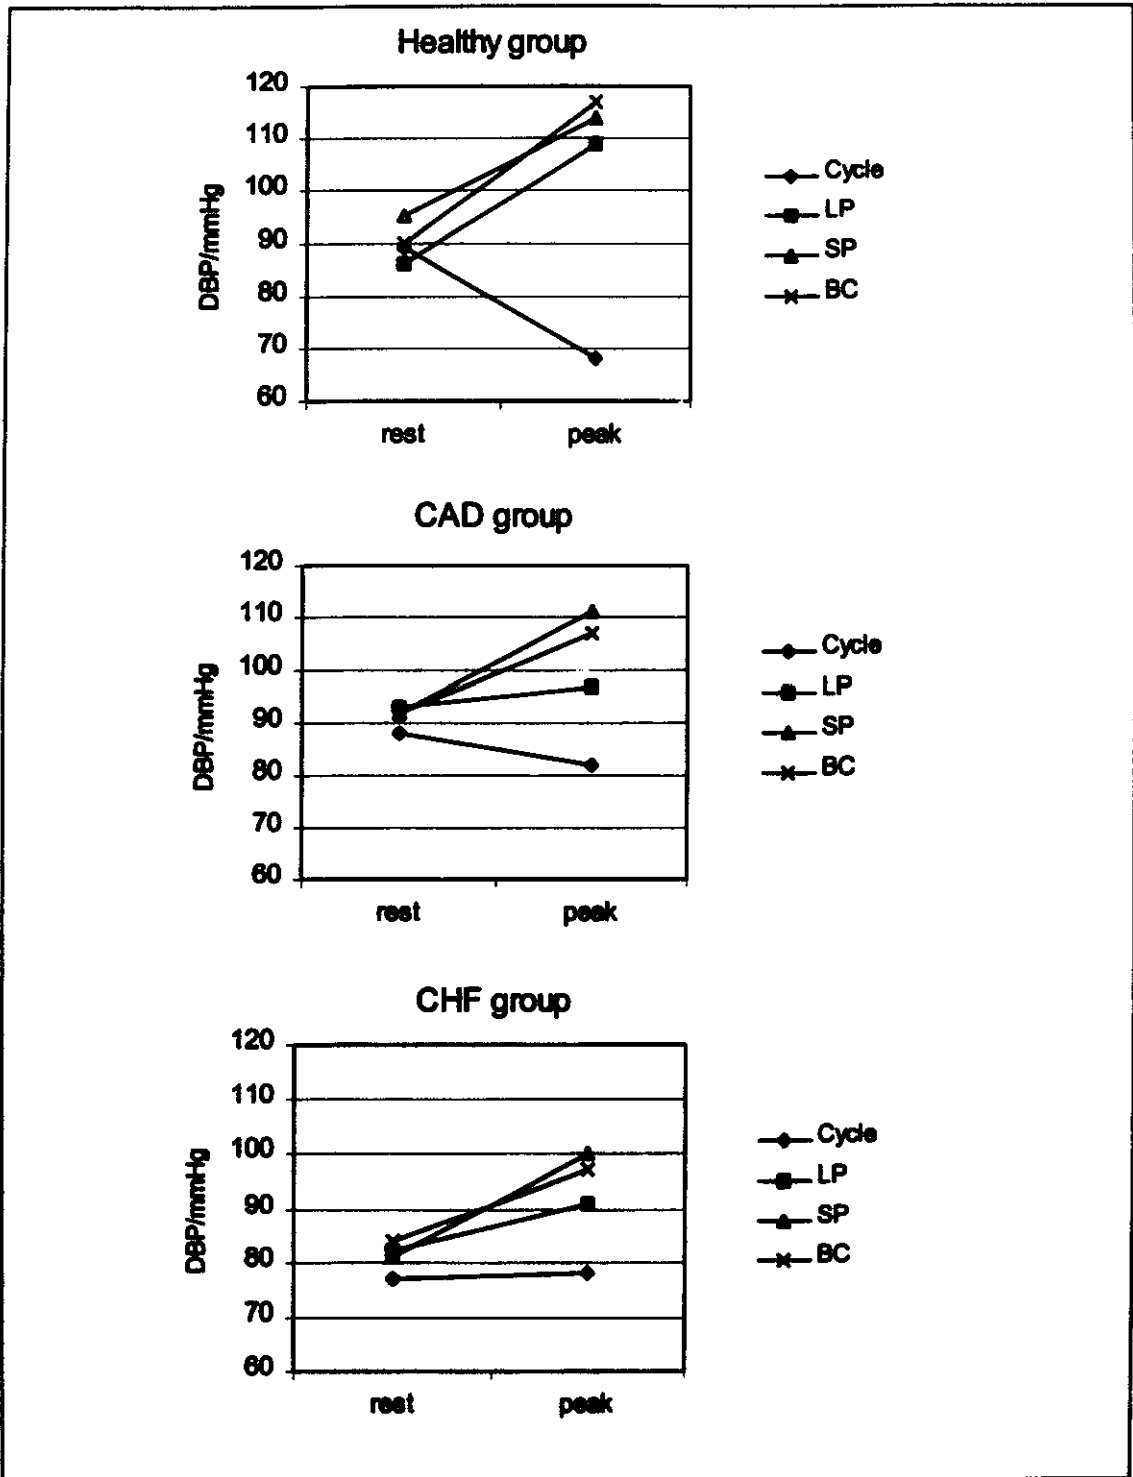 Healthy group
120
110
100
90
80
70
60
DBP/mmHg
rest peak
Cycle
LP
SP
BC
CAD group
120
110
100
90
80
70
60
DBP/mmHg
rest peak
Cycle
LP
SP
BC
CHF group
120
110
100
90
80
70
60
DBP/mmHg
rest peak
Cycle
LP
SP
BC